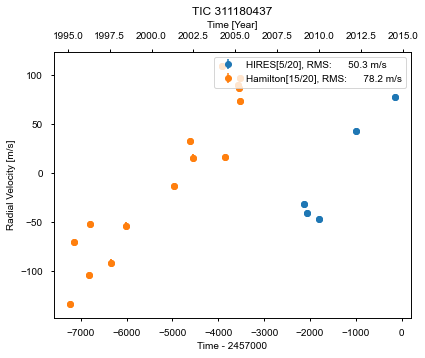 TIC 311180437
Time [Year]
1995.0 1997.5 2000.0 2002.5 2005.0 2007.5 2010.0 2012.5 2015.0
HIRES[5/20], RMS: 50.3 m/s
Hamilton[15/20], RMS: 78.2 m/s
100
50
0
−50
−100
Radial Velocity [m/s]
−7000 −6000 −5000 −4000 −3000 −2000 −1000 0
Time - 2457000